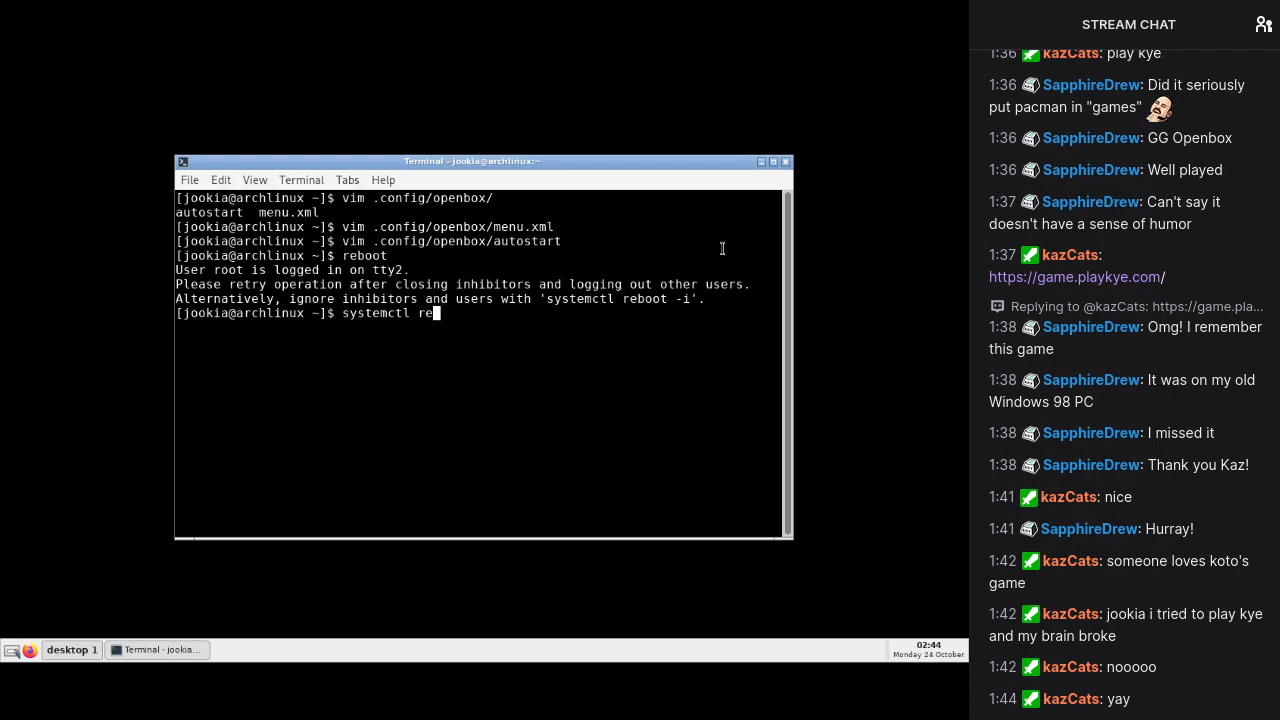 Terminal - jookia@archlinux:~
File Edit View Terminal Tabs Help
[jookia@archlinux ~]$ vim .config/openbox/
autostart  menu.xml
[jookia@archlinux ~]$ vim .config/openbox/menu.xml
[jookia@archlinux ~]$ vim .config/openbox/autostart
[jookia@archlinux ~]$ reboot
User root is logged in on tty2.
Please retry operation after closing inhibitors and logging out other users.
Alternatively, ignore inhibitors and users with 'systemctl reboot -i'.
[jookia@archlinux ~]$ systemctl re
desktop 1
Terminal - jookia...
02:44
Monday 24 October
STREAM CHAT
1:36 kazCats: play kye
1:36 SapphireDrew: Did it seriously
put pacman in "games"
1:36 SapphireDrew: GG Openbox
1:36 SapphireDrew: Well played
1:37 SapphireDrew: Can't say it
doesn't have a sense of humor
1:37 kazCats:
https://game.playkye.com/
Replying to @kazCats: https://game.pla...
1:38 SapphireDrew: Omg! I remember
this game
1:38 SapphireDrew: It was on my old
Windows 98 PC
1:38 SapphireDrew: I missed it
1:38 SapphireDrew: Thank you Kaz!
1:41 kazCats: nice
1:41 SapphireDrew: Hurray!
1:42 kazCats: someone loves koto's
game
1:42 kazCats: jookia i tried to play kye
and my brain broke
1:42 kazCats: nooooo
1:44 kazCats: yay